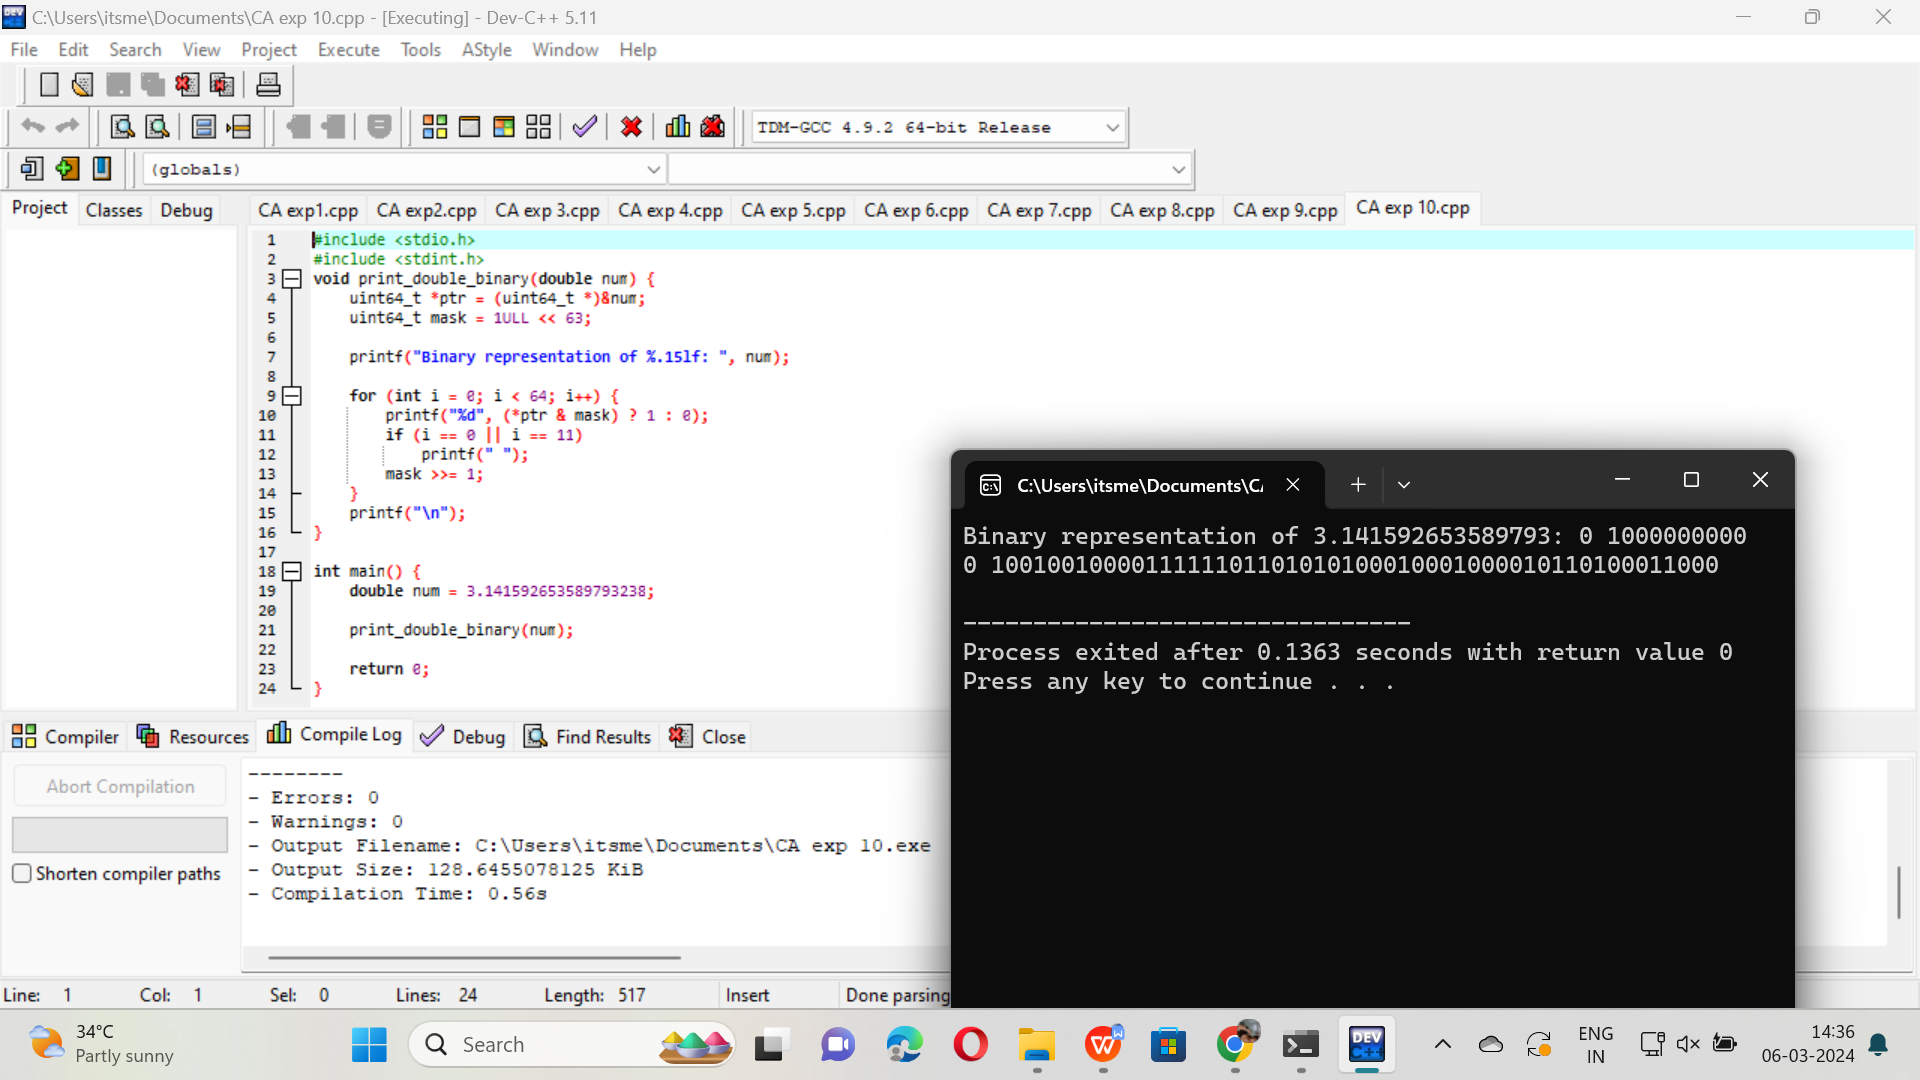 C:\Users\itsme\Documents\CA exp 10.cpp - [Executing] - Dev-C++ 5.11
File Edit Search View Project Execute Tools AStyle Window Help
TDM-GCC 4.9.2 64-bit Release
(globals)
Project Classes Debug
CA exp1.cpp CA exp2.cpp CA exp 3.cpp CA exp 4.cpp CA exp 5.cpp CA exp 6.cpp CA exp 7.cpp CA exp 8.cpp CA exp 9.cpp CA exp 10.cpp
1 #include <stdio.h>
2 #include <stdint.h>
3 void print_double_binary(double num) {
4 uint64_t *ptr = (uint64_t *)&num;
5 uint64_t mask = 1ULL << 63;
6
7 printf("Binary representation of %.15lf: ", num);
8
9 for (int i = 0; i < 64; i++) {
10 printf("%d", (*ptr & mask) ? 1 : 0);
11 if (i == 0 || i == 11)
12 printf(" ");
13 mask >>= 1;
14 }
15 printf("\n");
16 }
17
18 int main() {
19 double num = 3.141592653589793238;
20
21 print_double_binary(num);
22
23 return 0;
24 }
C:\Users\itsme\Documents\CA
Binary representation of 3.141592653589793: 0 1000000000
0 1001001000011111101101010100010001000010110100011000
--------------------------------
Process exited after 0.1363 seconds with return value 0
Press any key to continue . . .
Compiler Resources Compile Log Debug Find Results Close
Abort Compilation
Shorten compiler paths
--------
- Errors: 0
- Warnings: 0
- Output Filename: C:\Users\itsme\Documents\CA exp 10.exe
- Output Size: 128.6455078125 KiB
- Compilation Time: 0.56s
Line: 1 Col: 1 Sel: 0 Lines: 24 Length: 517 Insert Done parsing
34°C
Partly sunny
Search
DEV
C++
ENG
IN
14:36
06-03-2024